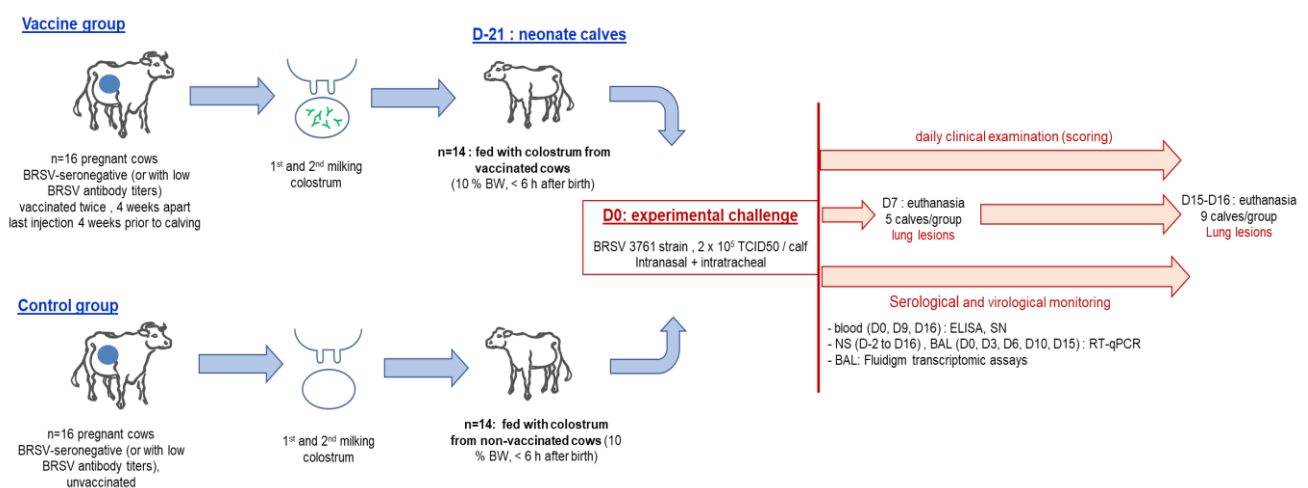 Vaccine group
n=16 pregnant cows
BRSV-seronegative (or with low
BRSV antibody titers)
vaccinated twice , 4 weeks apart
last injection 4 weeks prior to calving
1st and 2nd milking
colostrum
D-21 : neonate calves
n=14 : fed with colostrum from
vaccinated cows
(10 % BW, < 6 h after birth)
Control group
n=16 pregnant cows
BRSV-seronegative (or with low
BRSV antibody titers),
unvaccinated
1st and 2nd milking
colostrum
n=14: fed with colostrum
from non-vaccinated cows (10
% BW, < 6 h after birth)
D0: experimental challenge
BRSV 3761 strain , 2 x 10⁵ TCID50 / calf
Intranasal + intratracheal
daily clinical examination (scoring)
D7 : euthanasia
5 calves/group
lung lesions
D15-D16 : euthanasia
9 calves/group
Lung lesions
Serological and virological monitoring
- blood (D0, D9, D16) : ELISA, SN
- NS (D-2 to D16) , BAL (D0, D3, D6, D10, D15) : RT-qPCR
- BAL: Fluidigm transcriptomic assays